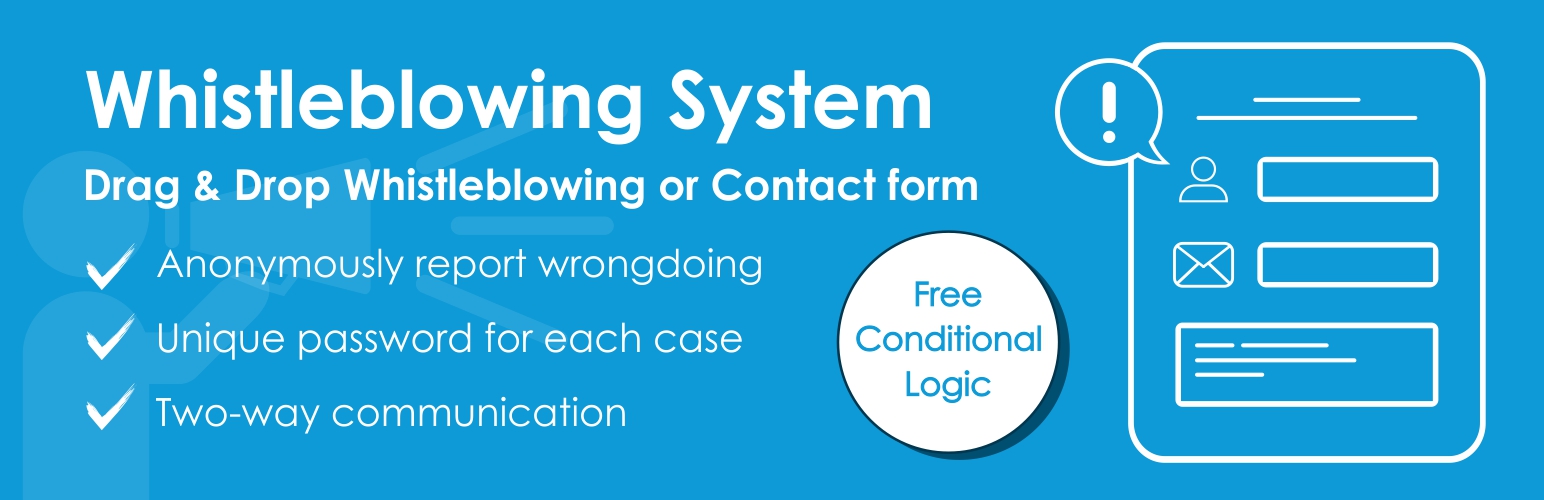 Whistleblowing System
Drag & Drop Whistleblowing or Contact form
Anonymously report wrongdoing
Unique password for each case
Two-way communication
Free
Conditional
Logic
!